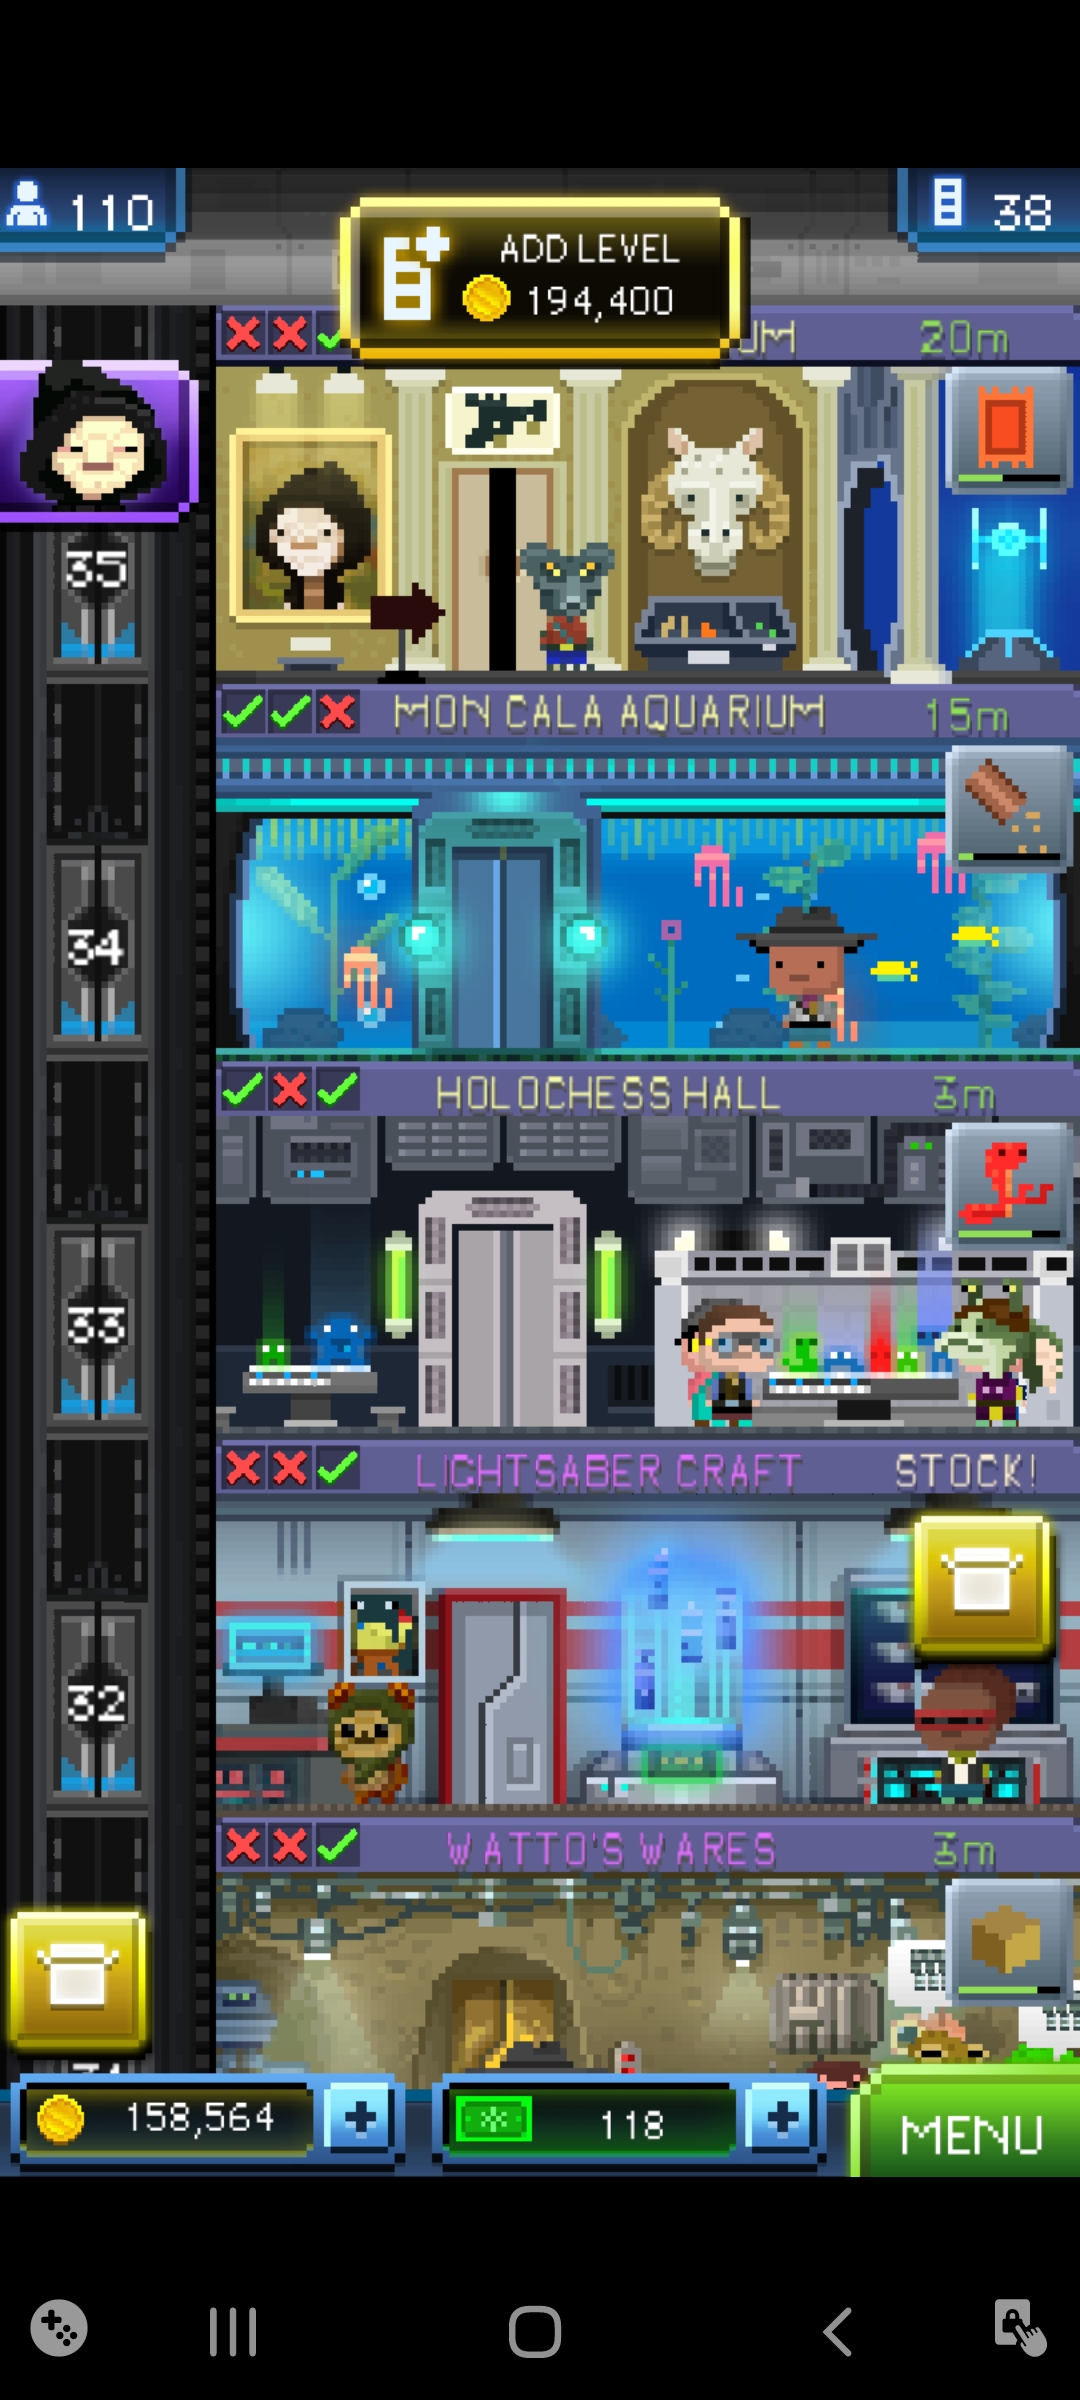 110
38
ADD LEVEL
194,400
UM
20m
35
MON CALA AQUARIUM
15m
34
HOLOCHESS HALL
3m
33
LIGHTSABER CRAFT
STOCK!
32
WATTO'S WARES
3m
158,564
118
MENU